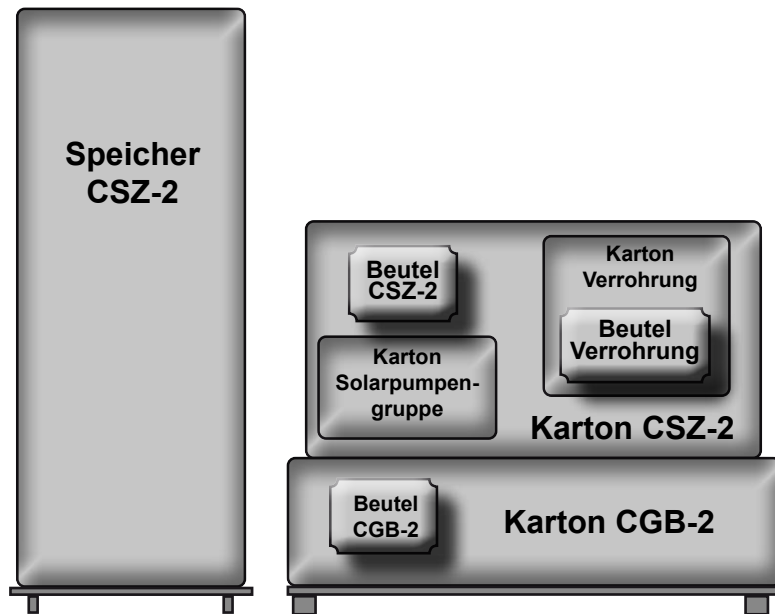 Speicher
CSZ-2
Beutel
CSZ-2
Karton
Verrohrung
Beutel
Verrohrung
Karton
Solarpumpen-
gruppe
Karton CSZ-2
Beutel
CGB-2
Karton CGB-2